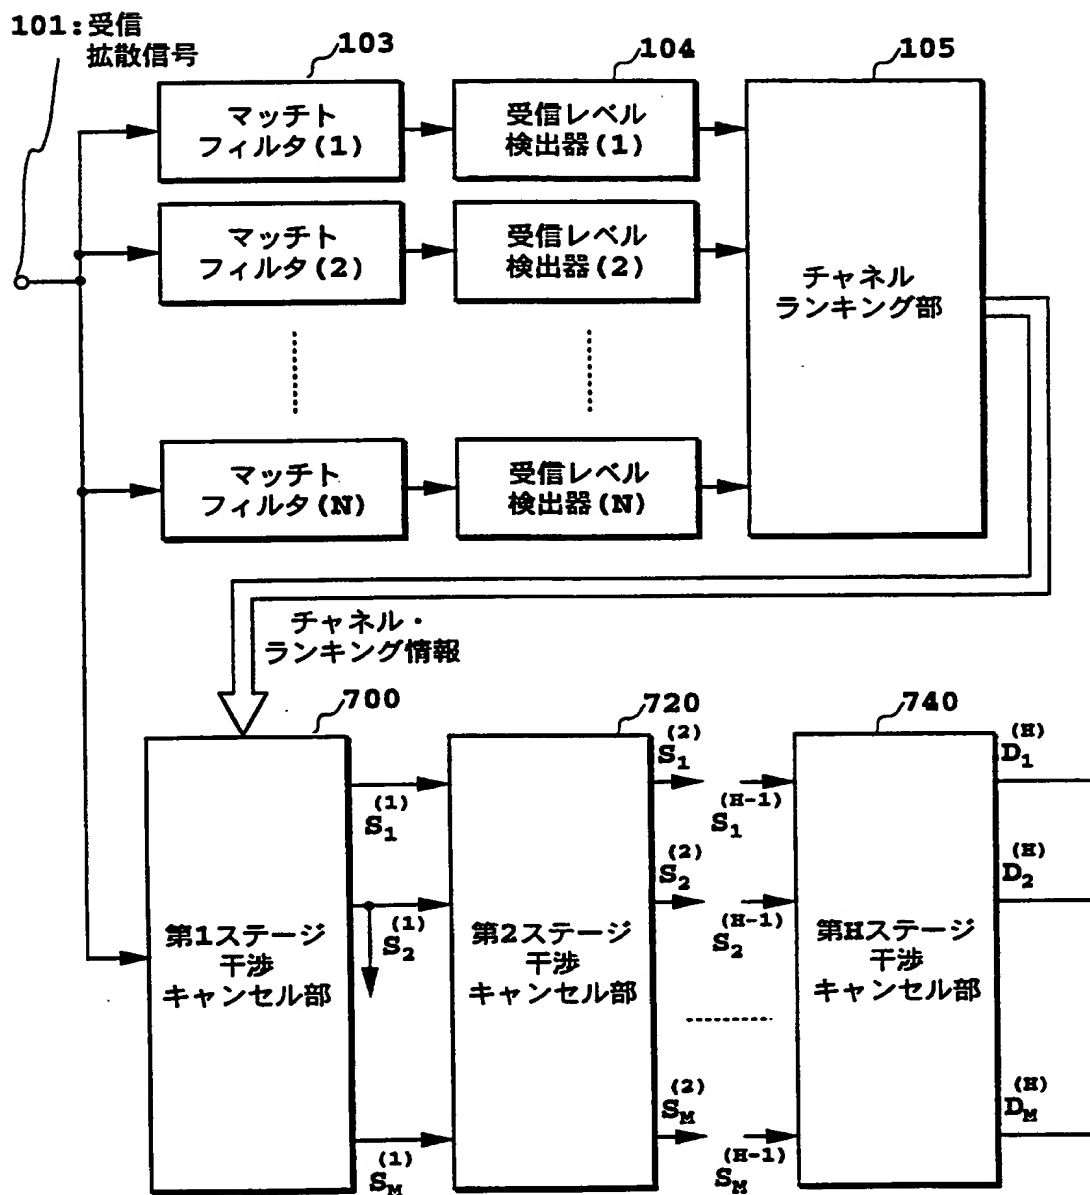 101:受信
拡散信号
103
104
105
マッチト
フィルタ(1)
受信レベル
検出器(1)
マッチト
フィルタ(2)
受信レベル
検出器(2)
チャネル
ランキング部
マッチト
フィルタ(N)
受信レベル
検出器(N)
チャネル・
ランキング情報
700
720
740
S₁⁽¹⁾
S₁⁽²⁾
S₁⁽ᴴ⁻¹⁾
D₁⁽ᴴ⁾
S₂⁽¹⁾
S₂⁽²⁾
S₂⁽ᴴ⁻¹⁾
D₂⁽ᴴ⁾
第1ステージ
干渉
キャンセル部
第2ステージ
干渉
キャンセル部
第Hステージ
干渉
キャンセル部
S_M⁽¹⁾
S_M⁽²⁾
S_M⁽ᴴ⁻¹⁾
D_M⁽ᴴ⁾